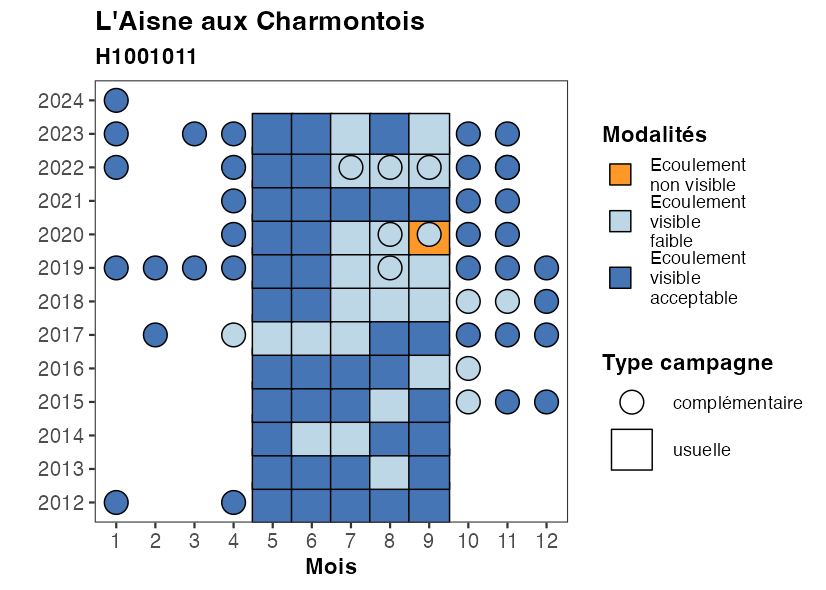 L'Aisne aux Charmontois
H1001011
2024
2023
2022
2021
2020
2019
2018
2017
2016
2015
2014
2013
2012
1 2 3 4 5 6 7 8 9 10 11 12
Mois
Modalités
Ecoulement
non visible
Ecoulement
visible
faible
Ecoulement
visible
acceptable
Type campagne
complémentaire
usuelle